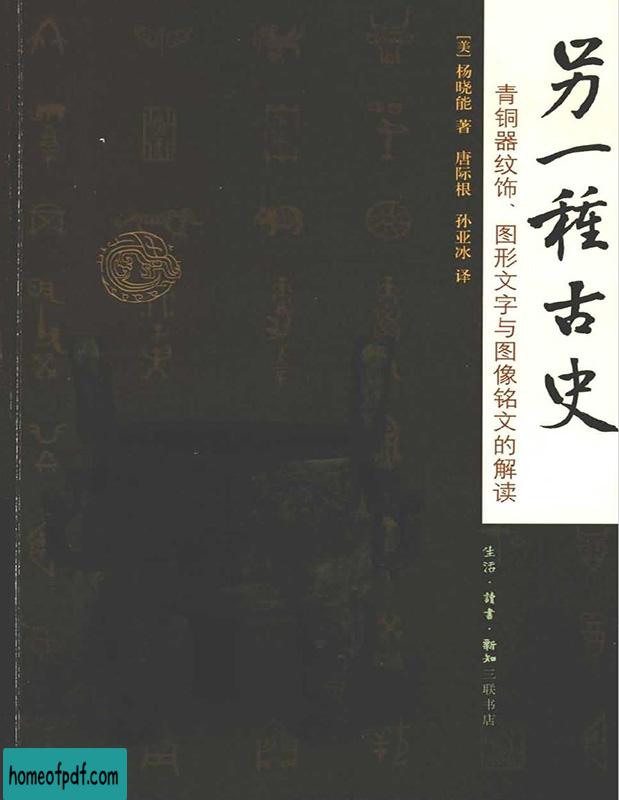 另一種古史
青铜器纹饰、图形文字与图像铭文的解读
[美] 杨晓能 著 唐际根 孙亚冰 译
生活·讀書·新知三联书店
homeofpdf.com